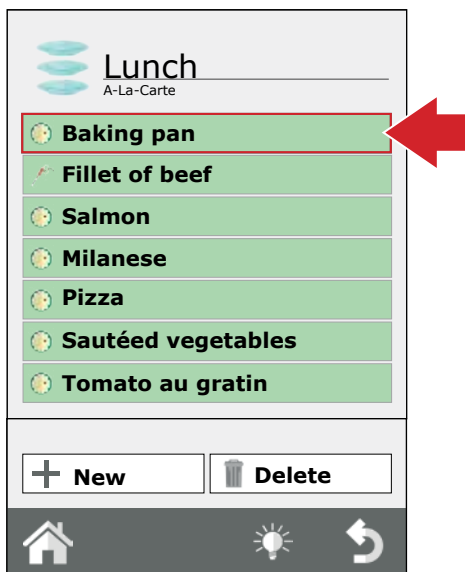 Lunch
A-La-Carte
Baking pan
Fillet of beef
Salmon
Milanese
Pizza
Sautéed vegetables
Tomato au gratin
New
Delete